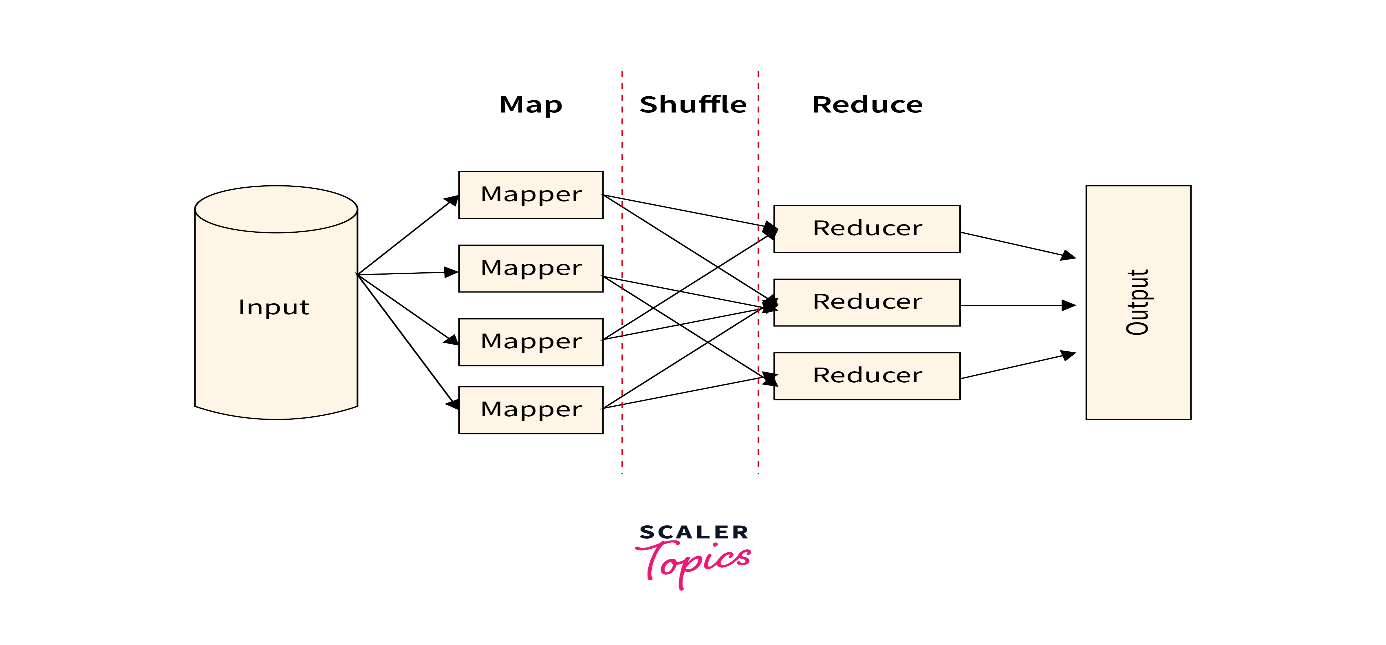 Map
Shuffle
Reduce
Input
Mapper
Mapper
Mapper
Mapper
Reducer
Reducer
Reducer
Output
SCALER
Topics